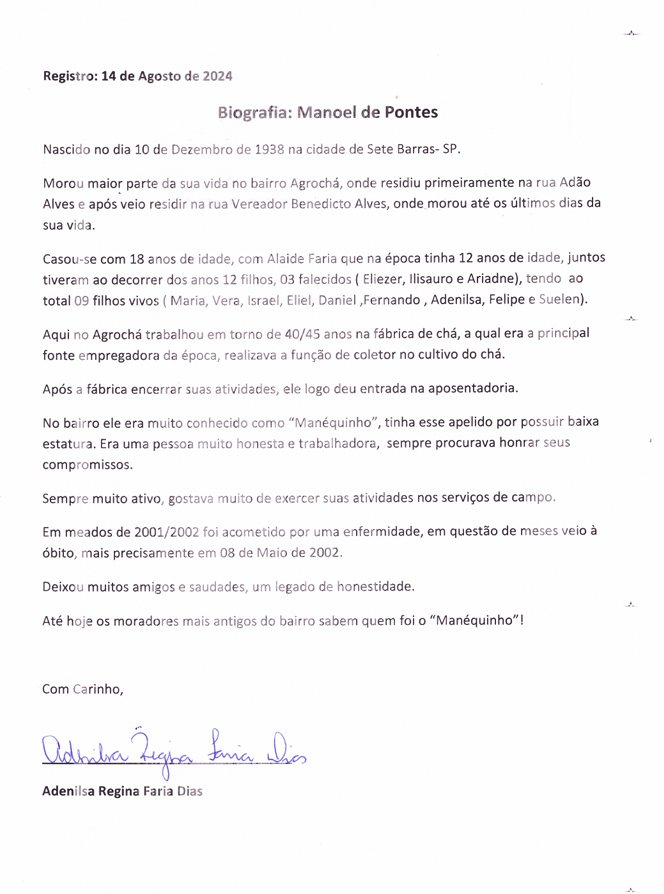 Registro: 14 de Agosto de 2024
Biografia: Manoel de Pontes
Nascido no dia 10 de Dezembro de 1938 na cidade de Sete Barras- SP.
Morou maior parte da sua vida no bairro Agrochá, onde residiu primeiramente na rua Adão
Alves e após veio residir na rua Vereador Benedicto Alves, onde morou até os últimos dias da
sua vida.
Casou-se com 18 anos de idade, com Alaide Faria que na época tinha 12 anos de idade, juntos
tiveram ao decorrer dos anos 12 filhos, 03 falecidos ( Eliezer, Ilisauro e Ariadne), tendo  ao
total 09 filhos vivos ( Maria, Vera, Israel, Eliel, Daniel ,Fernando , Adenilsa, Felipe e Suelen).
Aqui no Agrochá trabalhou em torno de 40/45 anos na fábrica de chá, a qual era a principal
fonte empregadora da época, realizava a função de coletor no cultivo do chá.
Após a fábrica encerrar suas atividades, ele logo deu entrada na aposentadoria.
No bairro ele era muito conhecido como “Manéquinho”, tinha esse apelido por possuir baixa
estatura. Era uma pessoa muito honesta e trabalhadora,  sempre procurava honrar seus
compromissos.
Sempre muito ativo, gostava muito de exercer suas atividades nos serviços de campo.
Em meados de 2001/2002 foi acometido por uma enfermidade, em questão de meses veio à
óbito, mais precisamente em 08 de Maio de 2002.
Deixou muitos amigos e saudades, um legado de honestidade.
Até hoje os moradores mais antigos do bairro sabem quem foi o “Manéquinho”!
Com Carinho,
Adenilsa Regina Faria Dias
Adenilsa Regina Faria Dias